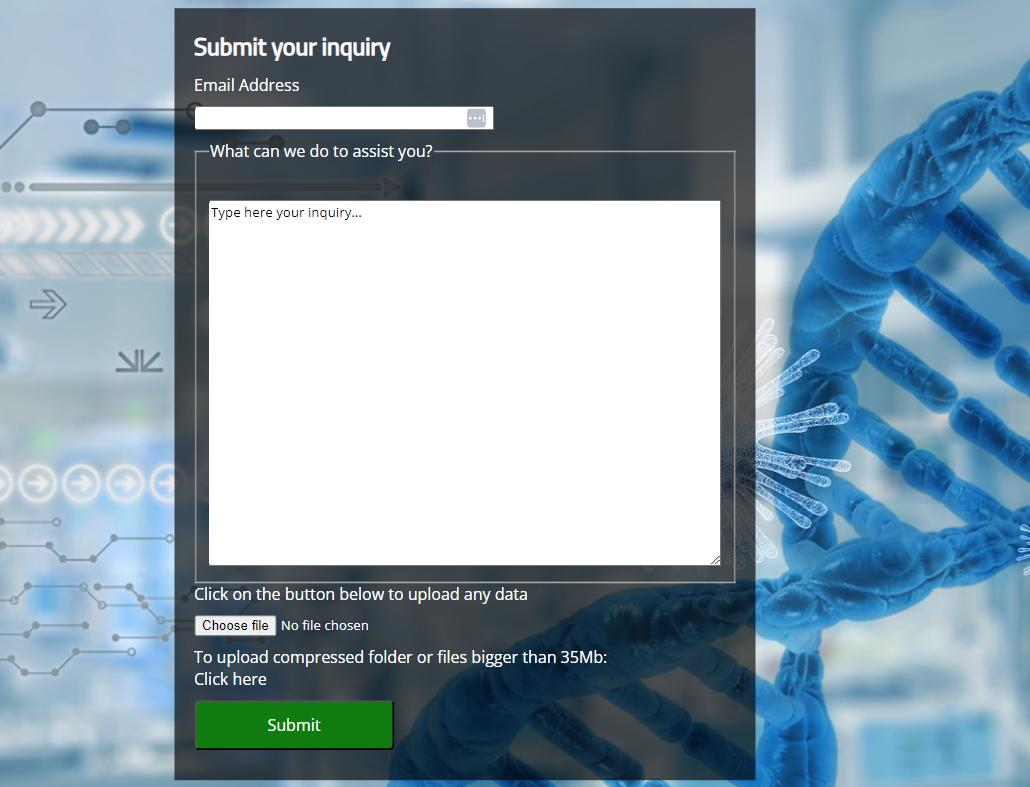 Submit your inquiry
Email Address
What can we do to assist you?
Type here your inquiry...
Click on the button below to upload any data
Choose file No file chosen
To upload compressed folder or files bigger than 35Mb:
Click here
Submit